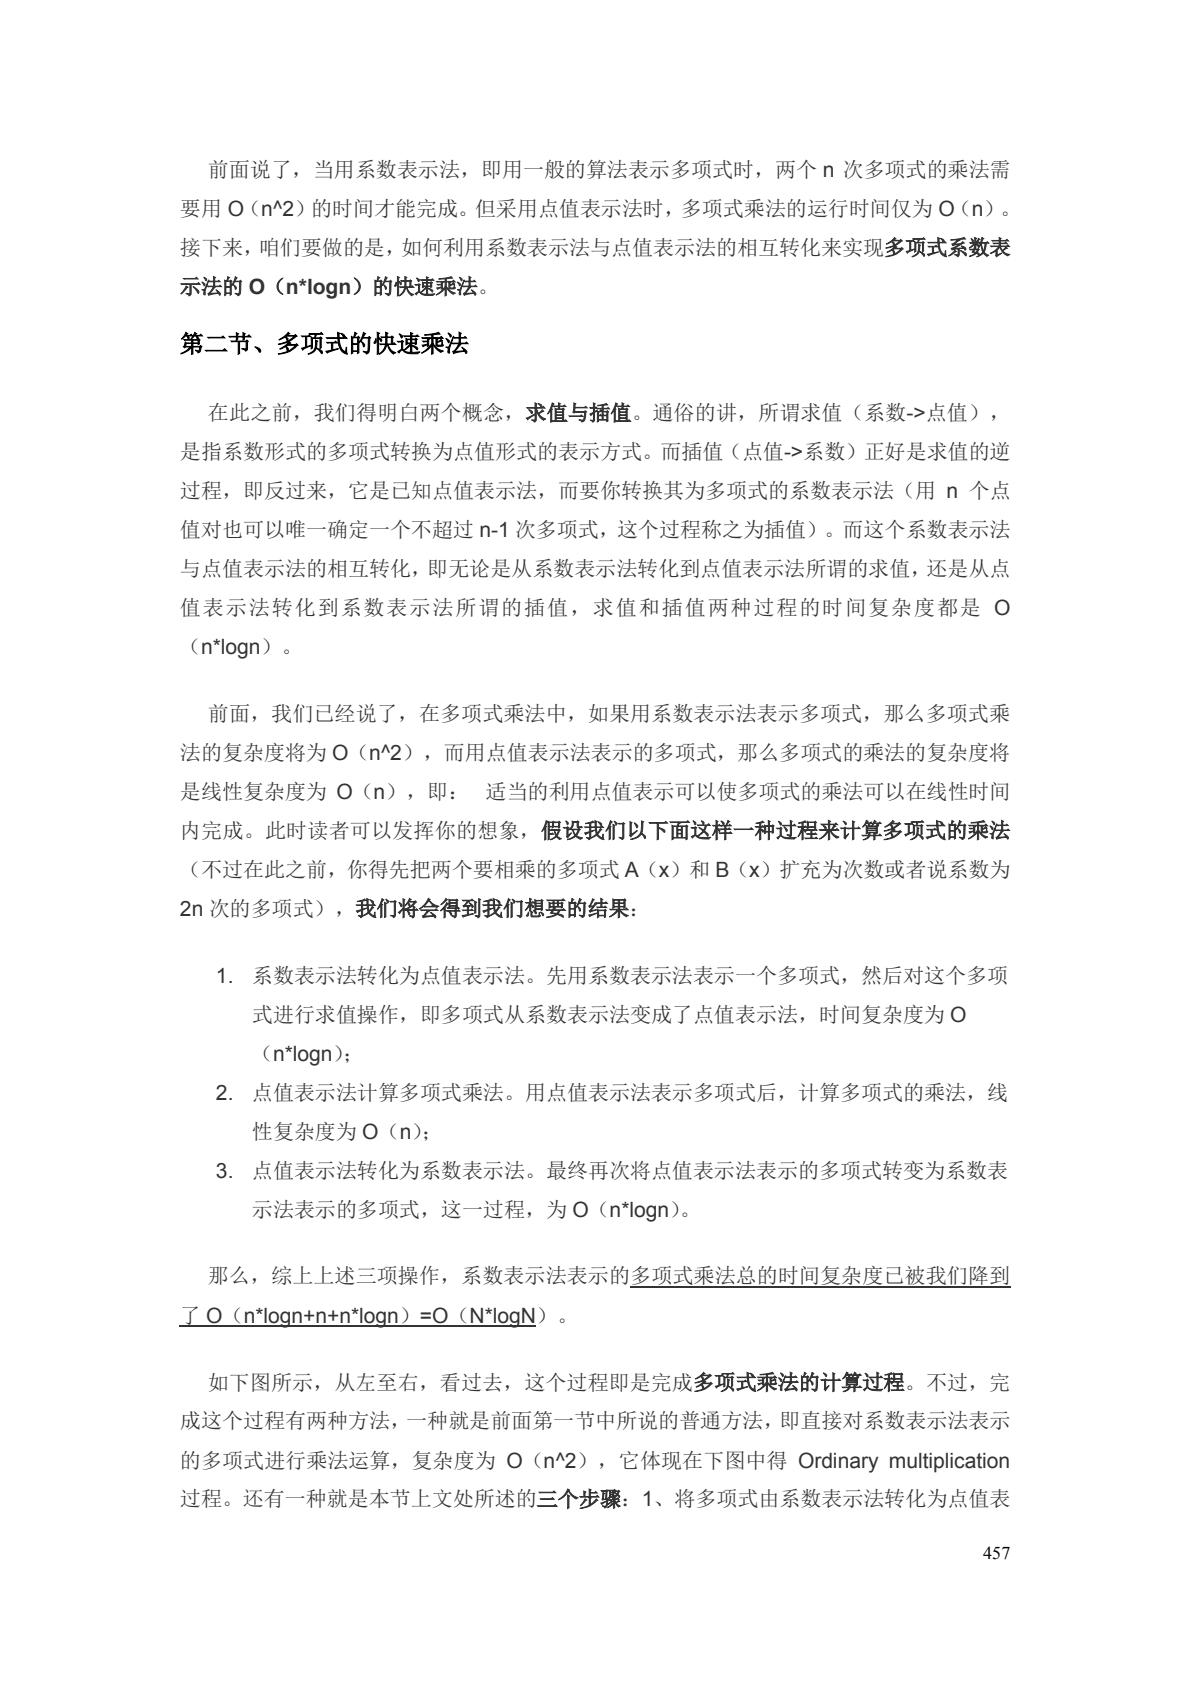 前面说了，当用系数表示法，即用一般的算法表示多项式时，两个 n 次多项式的乘法需
要用 O（n^2）的时间才能完成。但采用点值表示法时，多项式乘法的运行时间仅为 O（n）。
接下来，咱们要做的是，如何利用系数表示法与点值表示法的相互转化来实现多项式系数表
示法的 O（n*logn）的快速乘法。
第二节、多项式的快速乘法
在此之前，我们得明白两个概念，求值与插值。通俗的讲，所谓求值（系数->点值），
是指系数形式的多项式转换为点值形式的表示方式。而插值（点值->系数）正好是求值的逆
过程，即反过来，它是已知点值表示法，而要你转换其为多项式的系数表示法（用 n 个点
值对也可以唯一确定一个不超过 n-1 次多项式，这个过程称之为插值）。而这个系数表示法
与点值表示法的相互转化，即无论是从系数表示法转化到点值表示法所谓的求值，还是从点
值表示法转化到系数表示法所谓的插值，求值和插值两种过程的时间复杂度都是 O
（n*logn）。
前面，我们已经说了，在多项式乘法中，如果用系数表示法表示多项式，那么多项式乘
法的复杂度将为 O（n^2），而用点值表示法表示的多项式，那么多项式的乘法的复杂度将
是线性复杂度为 O（n），即： 适当的利用点值表示可以使多项式的乘法可以在线性时间
内完成。此时读者可以发挥你的想象，假设我们以下面这样一种过程来计算多项式的乘法
（不过在此之前，你得先把两个要相乘的多项式 A（x）和 B（x）扩充为次数或者说系数为
2n 次的多项式），我们将会得到我们想要的结果：
1. 系数表示法转化为点值表示法。先用系数表示法表示一个多项式，然后对这个多项
式进行求值操作，即多项式从系数表示法变成了点值表示法，时间复杂度为 O
（n*logn）；
2. 点值表示法计算多项式乘法。用点值表示法表示多项式后，计算多项式的乘法，线
性复杂度为 O（n）；
3. 点值表示法转化为系数表示法。最终再次将点值表示法表示的多项式转变为系数表
示法表示的多项式，这一过程，为 O（n*logn）。
那么，综上上述三项操作，系数表示法表示的多项式乘法总的时间复杂度已被我们降到
了 O（n*logn+n+n*logn）=O（N*logN）。
如下图所示，从左至右，看过去，这个过程即是完成多项式乘法的计算过程。不过，完
成这个过程有两种方法，一种就是前面第一节中所说的普通方法，即直接对系数表示法表示
的多项式进行乘法运算，复杂度为 O（n^2），它体现在下图中得 Ordinary multiplication
过程。还有一种就是本节上文处所述的三个步骤：1、将多项式由系数表示法转化为点值表
457